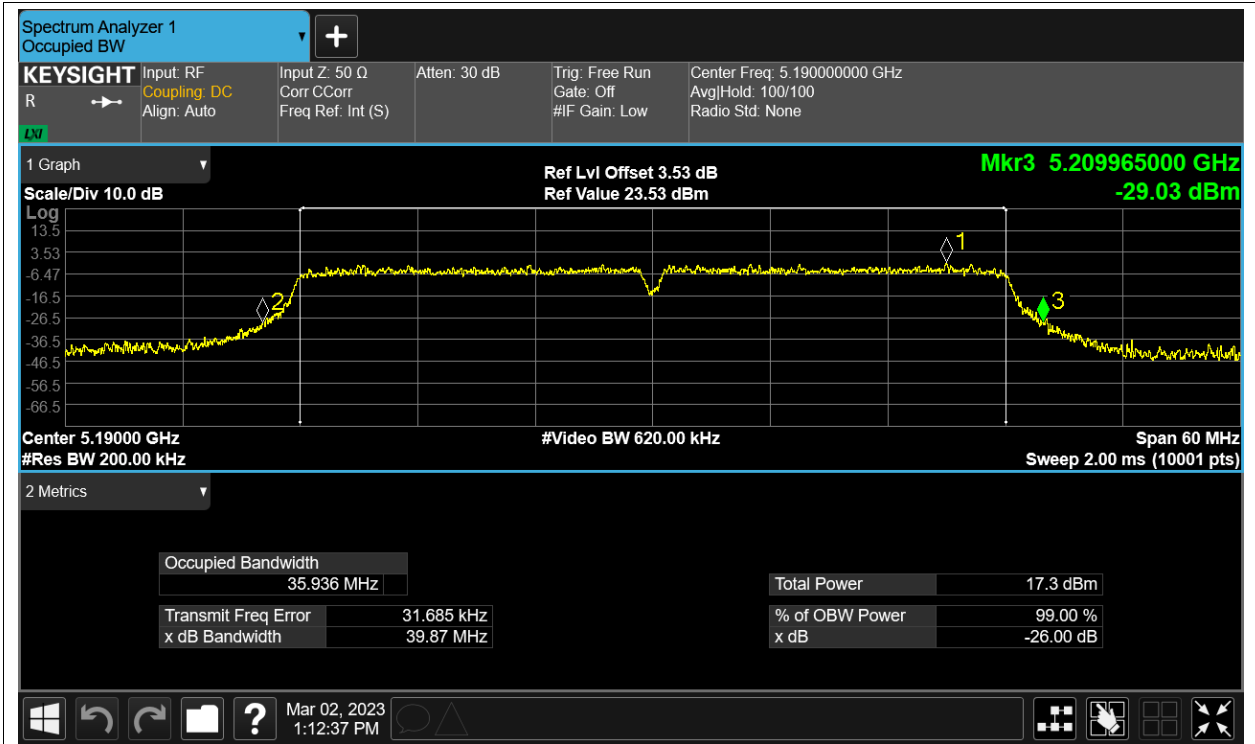 Spectrum Analyzer 1
Occupied BW
KEYSIGHT
R
LXI
Input: RF
Coupling: DC
Align: Auto
Input Z: 50 Ω
Corr CCorr
Freq Ref: Int (S)
Atten: 30 dB
Trig: Free Run
Gate: Off
#IF Gain: Low
Center Freq: 5.190000000 GHz
Avg|Hold: 100/100
Radio Std: None
1 Graph
Scale/Div 10.0 dB
Ref Lvl Offset 3.53 dB
Ref Value 23.53 dBm
Mkr3 5.209965000 GHz
-29.03 dBm
Log
13.5
3.53
-6.47
-16.5
-26.5
-36.5
-46.5
-56.5
-66.5
1
2
3
Center 5.19000 GHz
#Res BW 200.00 kHz
#Video BW 620.00 kHz
Span 60 MHz
Sweep 2.00 ms (10001 pts)
2 Metrics
Occupied Bandwidth
35.936 MHz
Transmit Freq Error 31.685 kHz
x dB Bandwidth 39.87 MHz
Total Power 17.3 dBm
% of OBW Power 99.00 %
x dB -26.00 dB
?
Mar 02, 2023
1:12:37 PM